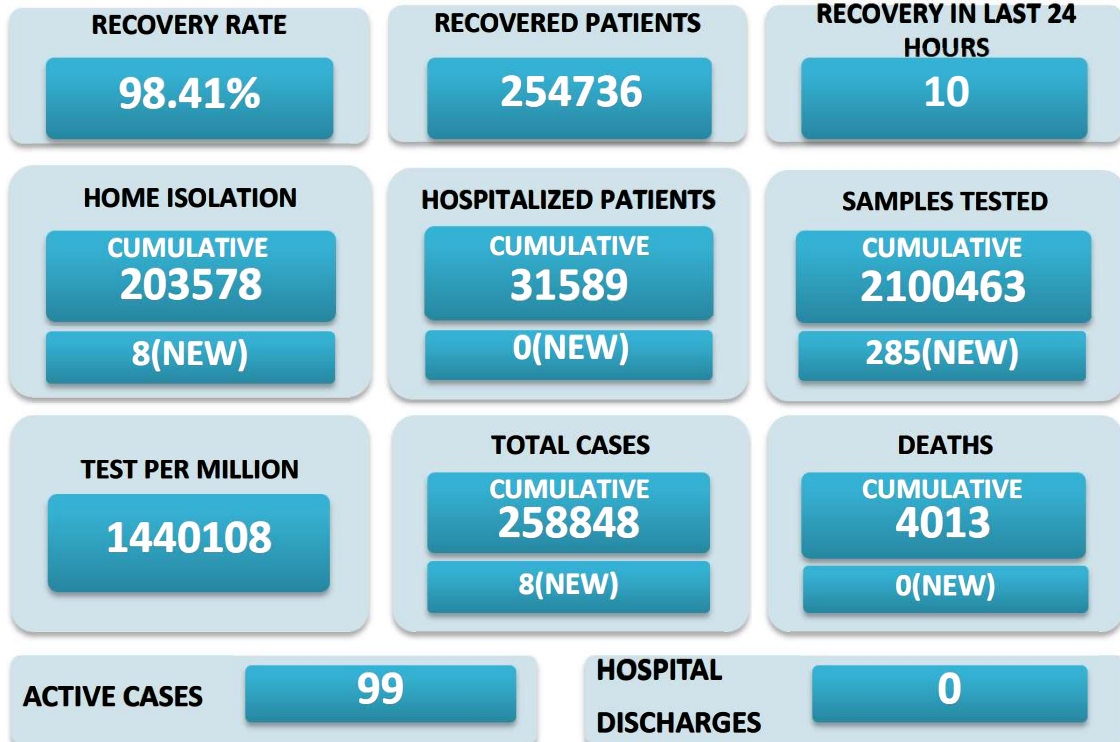 RECOVERY RATE
98.41%
RECOVERED PATIENTS
254736
RECOVERY IN LAST 24
HOURS
10
HOME ISOLATION
CUMULATIVE
203578
8(NEW)
HOSPITALIZED PATIENTS
CUMULATIVE
31589
0(NEW)
SAMPLES TESTED
CUMULATIVE
2100463
285(NEW)
TEST PER MILLION
1440108
TOTAL CASES
CUMULATIVE
258848
8(NEW)
DEATHS
CUMULATIVE
4013
0(NEW)
ACTIVE CASES
99
HOSPITAL
DISCHARGES
0